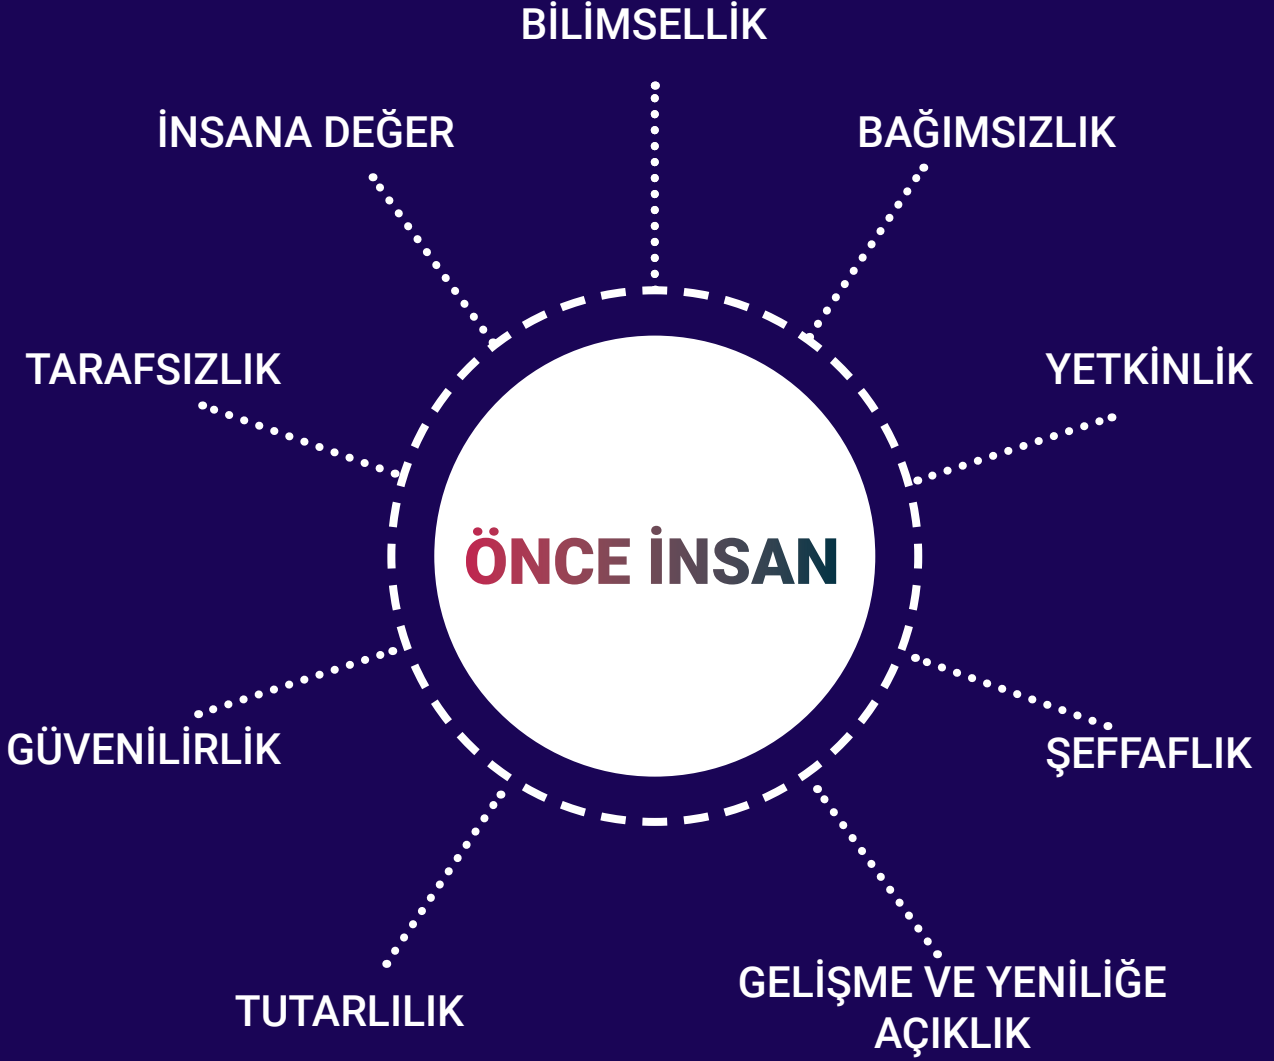 BİLİMSELLİK
İNSANA DEĞER
BAĞIMSIZLIK
TARAFSIZLIK
YETKİNLİK
ÖNCE İNSAN
GÜVENİLİRLİK
ŞEFFAFLIK
TUTARLILIK
GELİŞME VE YENİLİĞE
AÇIKLIK